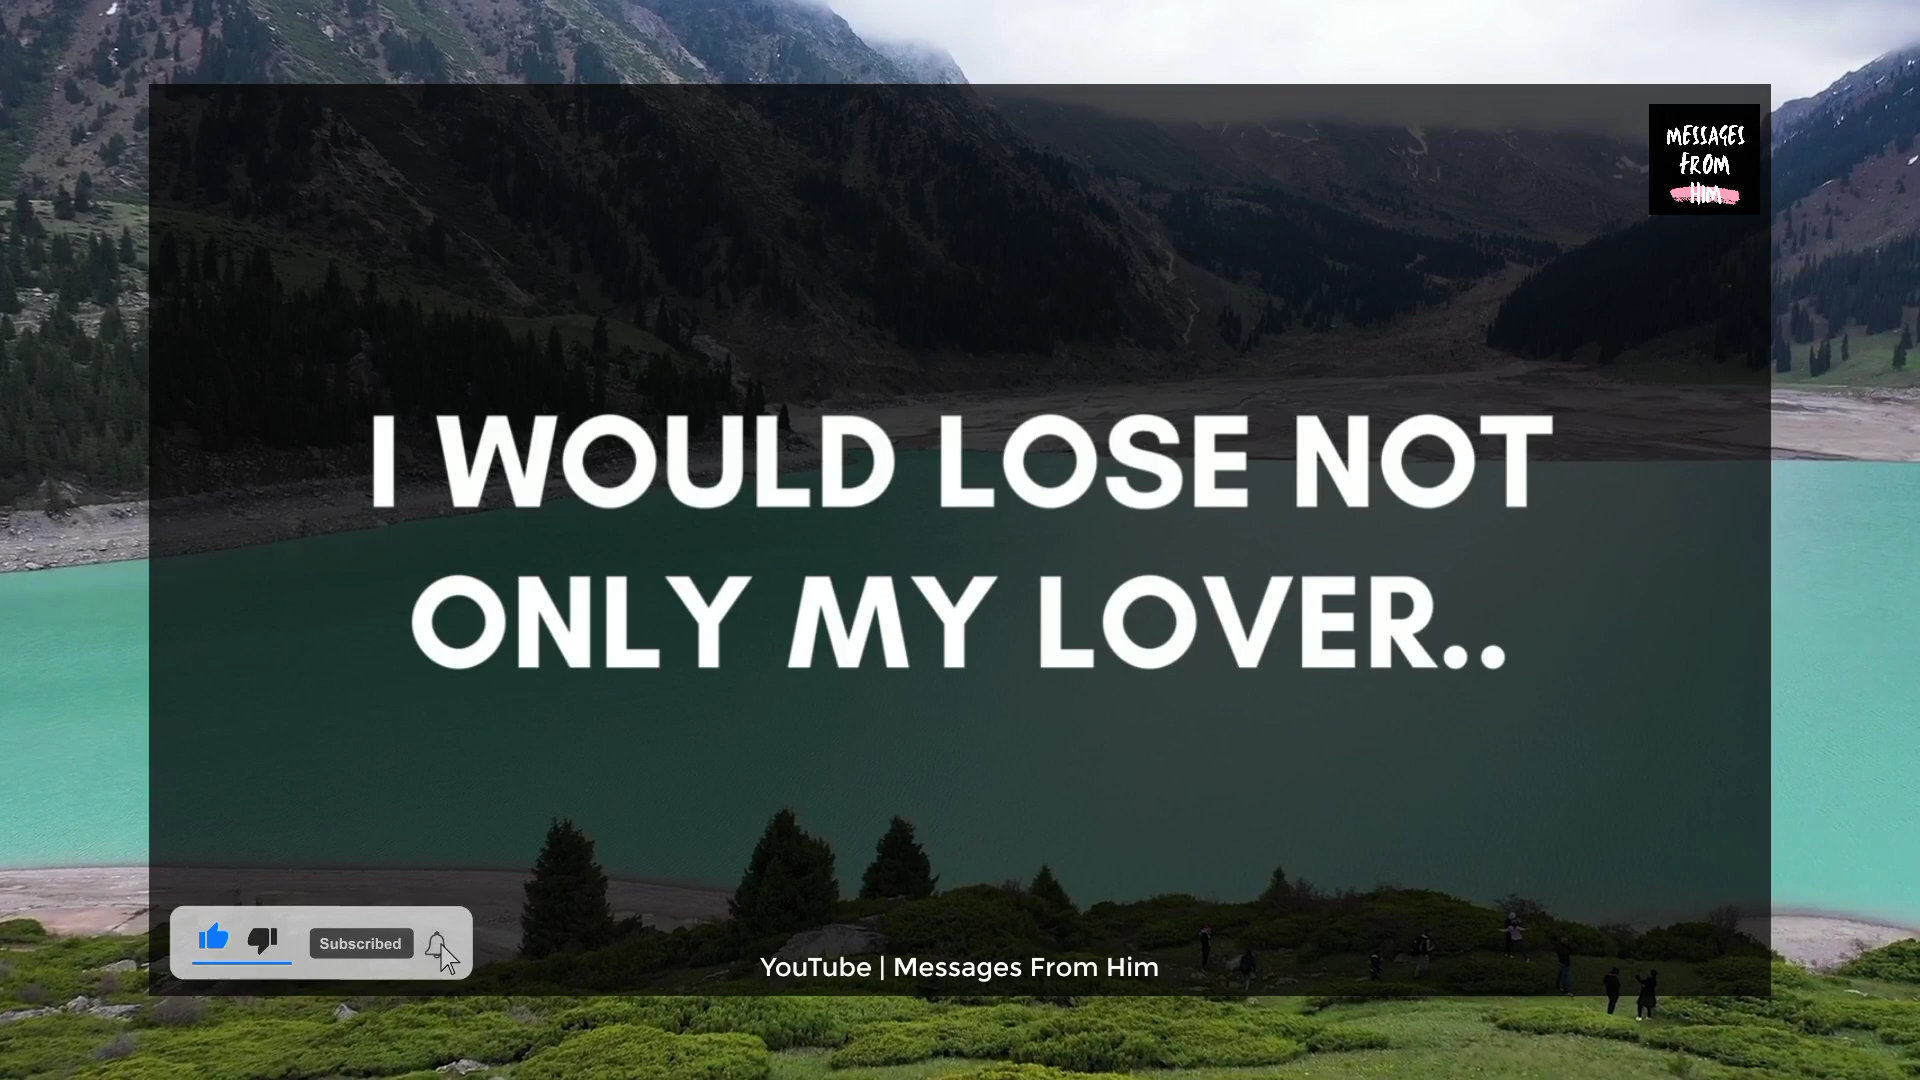 MESSAGES
FROM
HIM
I WOULD LOSE NOT
ONLY MY LOVER..
Subscribed
YouTube | Messages From Him